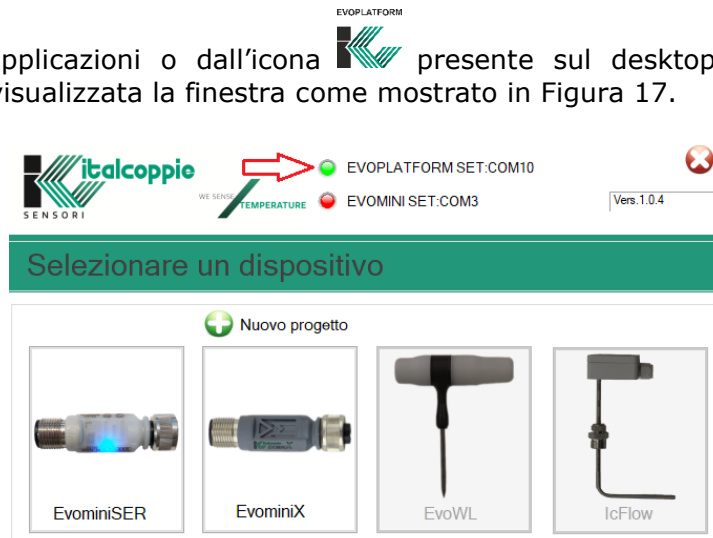 EVOPLATFORM
pplicazioni o dall'icona presente sul desktop
visualizzata la finestra come mostrato in Figura 17.
italcoppie
SENSORI
WE SENSE
TEMPERATURE
EVOPLATFORM SET:COM10
EVOMINI SET:COM3
Vers.1.0.4
Selezionare un dispositivo
Nuovo progetto
EvominiSER
EvominiX
EvoWL
IcFlow